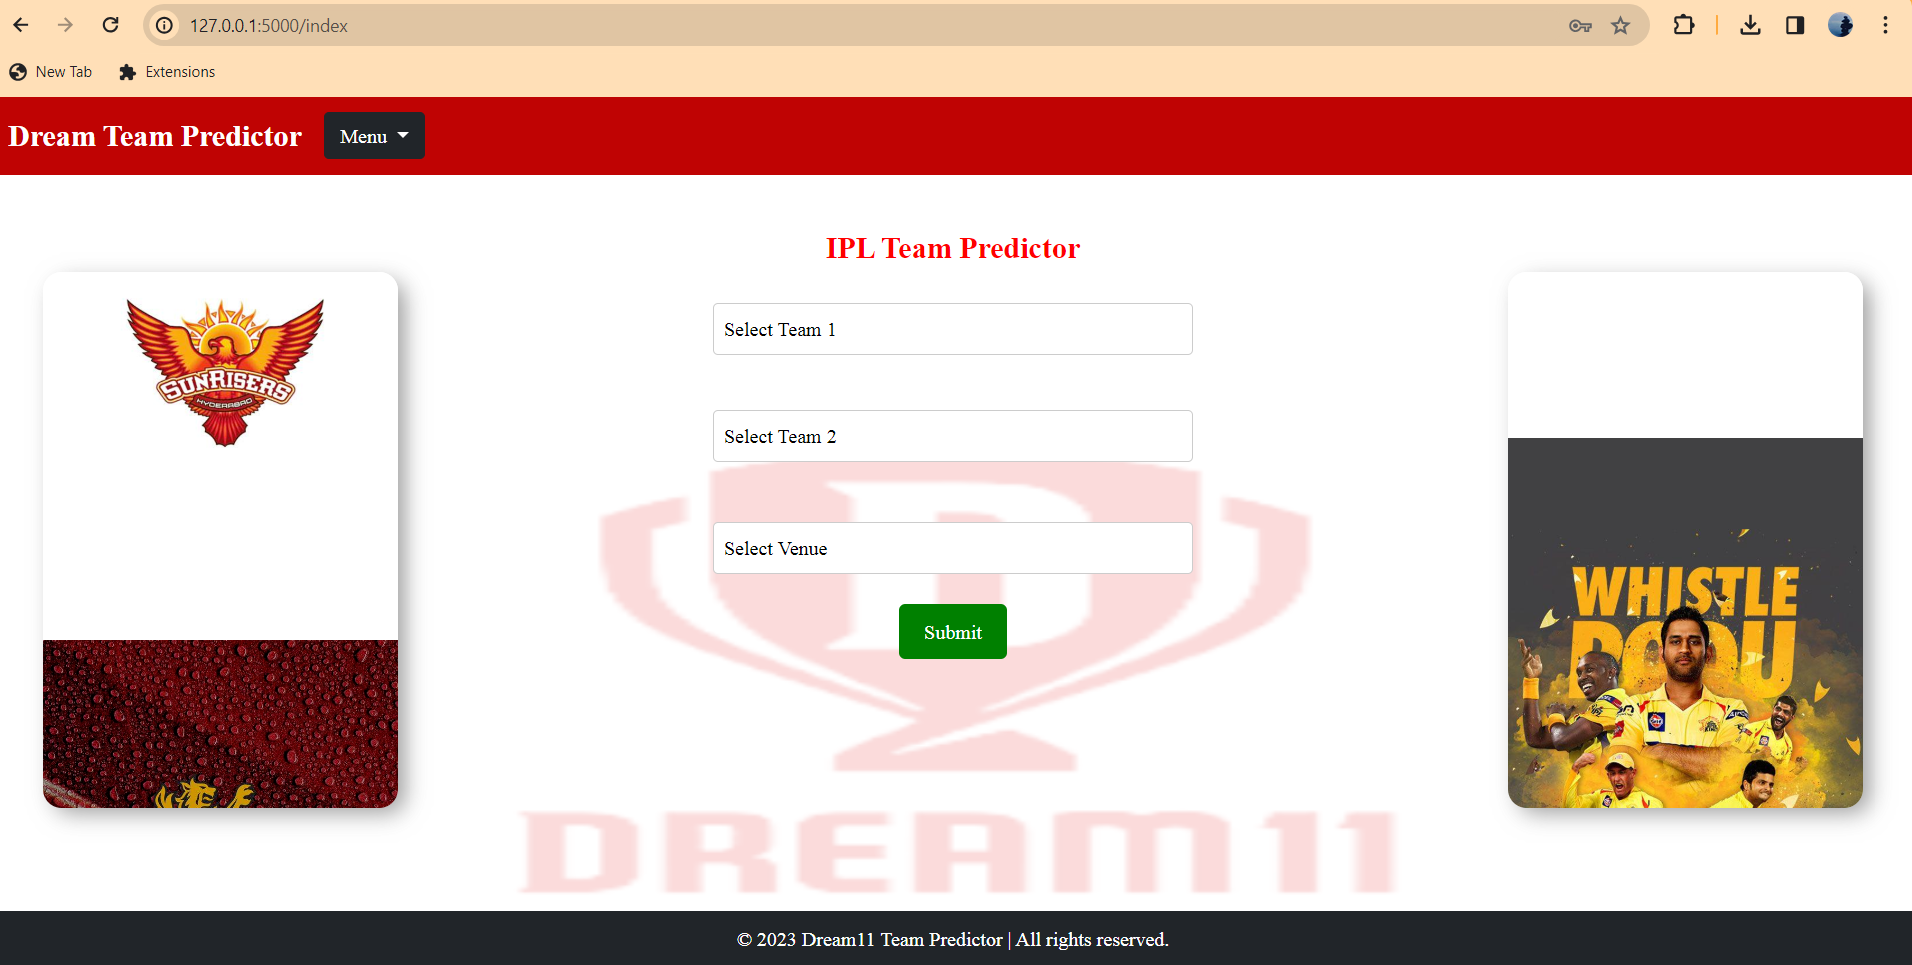 127.0.0.1:5000/index
New Tab
Extensions
Dream Team Predictor
Menu
IPL Team Predictor
SUNRISERS
HYDERABAD
Select Team 1
Select Team 2
Select Venue
Submit
WHISTLE
PODU
DREAM11
© 2023 Dream11 Team Predictor | All rights reserved.